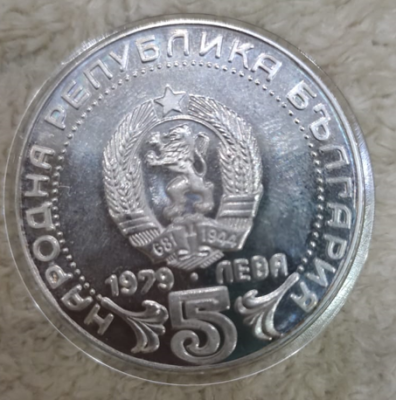 НАРОДНА РЕПУБЛИКА БЪЛГАРИЯ
681 1944
1979 • ЛЕВА
5